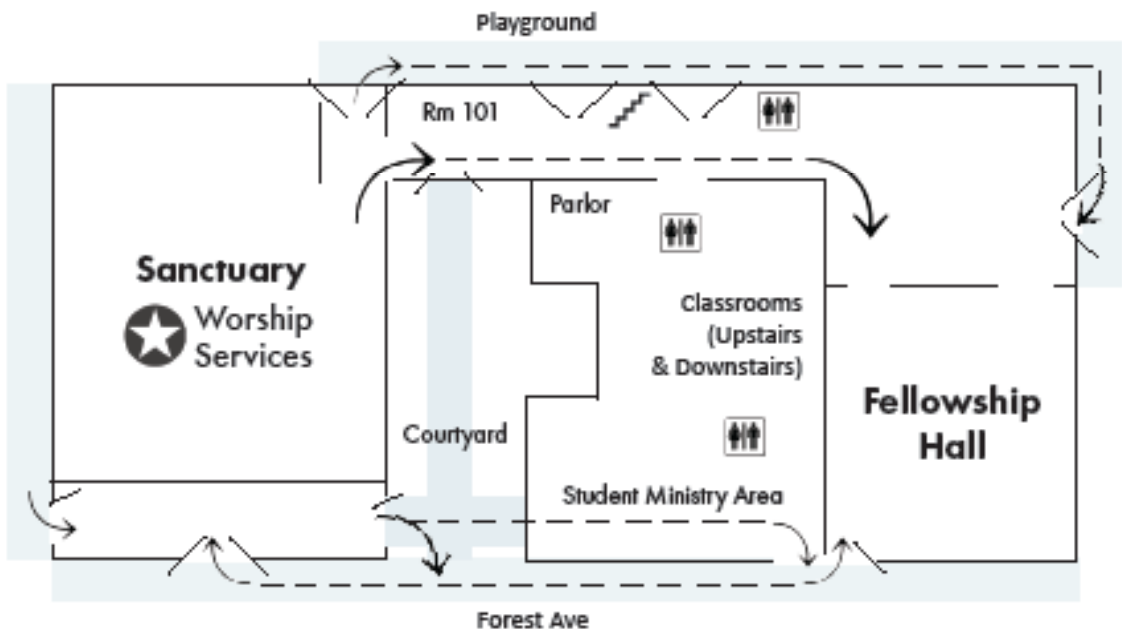 Playground
Rm 101
Parlor
Sanctuary
Worship
Services
Classrooms
(Upstairs
& Downstairs)
Fellowship
Hall
Courtyard
Student Ministry Area
Forest Ave